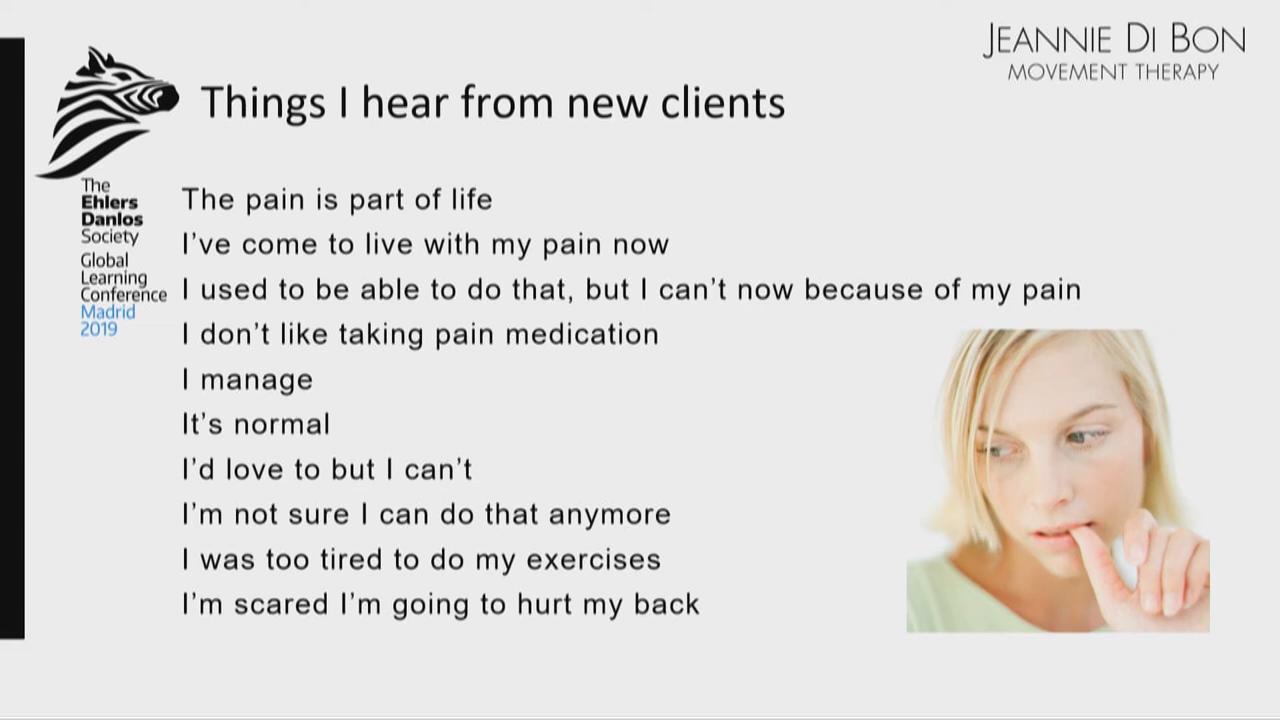 JEANNIE DI BON
MOVEMENT THERAPY
Things I hear from new clients
The
Ehlers
Danlos
Society
Global
Learning
Conference
Madrid
2019
The pain is part of life
I've come to live with my pain now
I used to be able to do that, but I can't now because of my pain
I don't like taking pain medication
I manage
It's normal
I'd love to but I can't
I'm not sure I can do that anymore
I was too tired to do my exercises
I'm scared I'm going to hurt my back